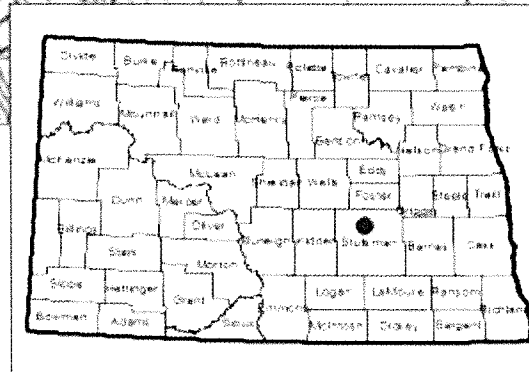 Divide Burke Renville Bottineau Rolette Towner Cavalier Pembina
Williams Mountrail Ward McHenry Pierce Ramsey Walsh
Benson Nelson Grand Forks
McKenzie McLean Sheridan Wells Eddy
Foster Griggs Steele Traill
Dunn Mercer Oliver
Billings Burleigh Kidder Stutsman Barnes Cass
Stark Morton
Slope Hettinger Grant Logan LaMoure Ransom
Emmons Richland
Bowman Adams Sioux McIntosh Dickey Sargent